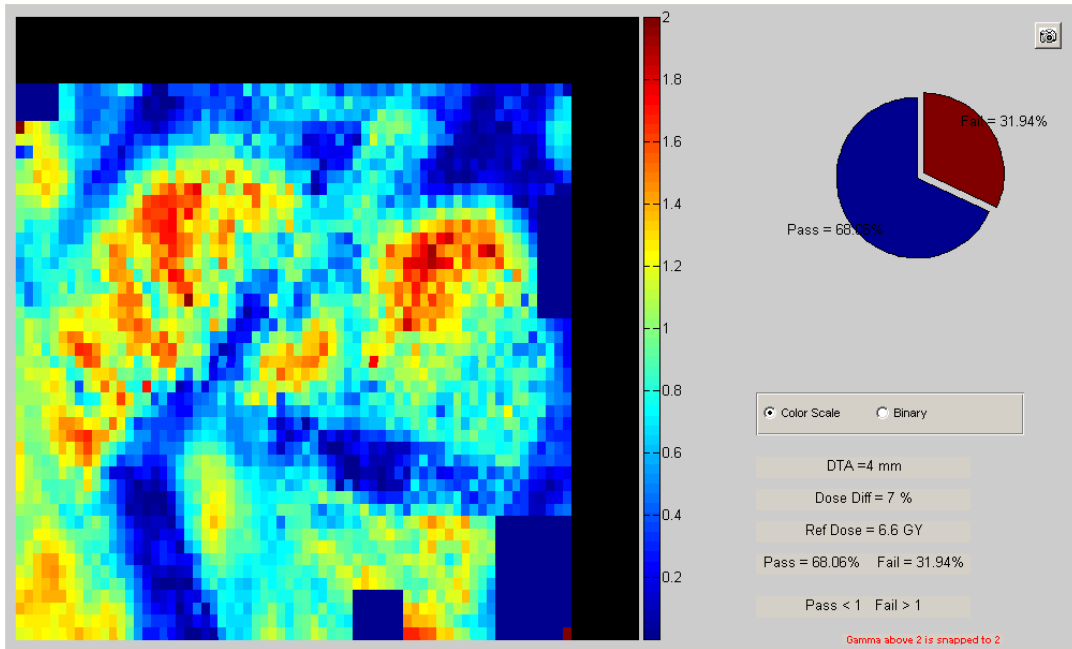 2
1.8
1.6
1.4
1.2
1
0.8
0.6
0.4
0.2
Fail = 31.94%
Pass = 68.06%
Color Scale Binary
DTA =4 mm
Dose Diff = 7 %
Ref Dose = 6.6 GY
Pass = 68.06% Fail = 31.94%
Pass < 1 Fail > 1
Gamma above 2 is snapped to 2